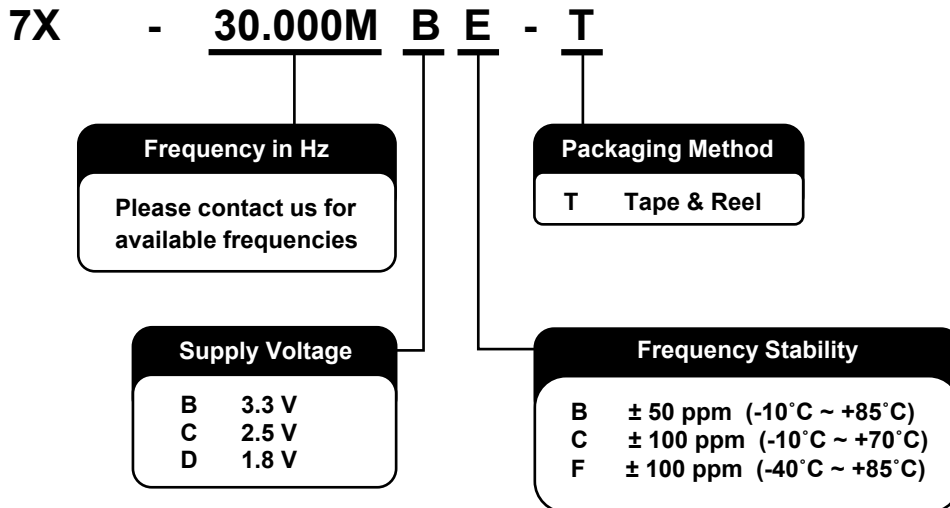 7X - 30.000M B E - T
Frequency in Hz
Please contact us for
available frequencies
Packaging Method
T Tape & Reel
Supply Voltage
B 3.3 V
C 2.5 V
D 1.8 V
Frequency Stability
B ± 50 ppm (-10˚C ~ +85˚C)
C ± 100 ppm (-10˚C ~ +70˚C)
F ± 100 ppm (-40˚C ~ +85˚C)